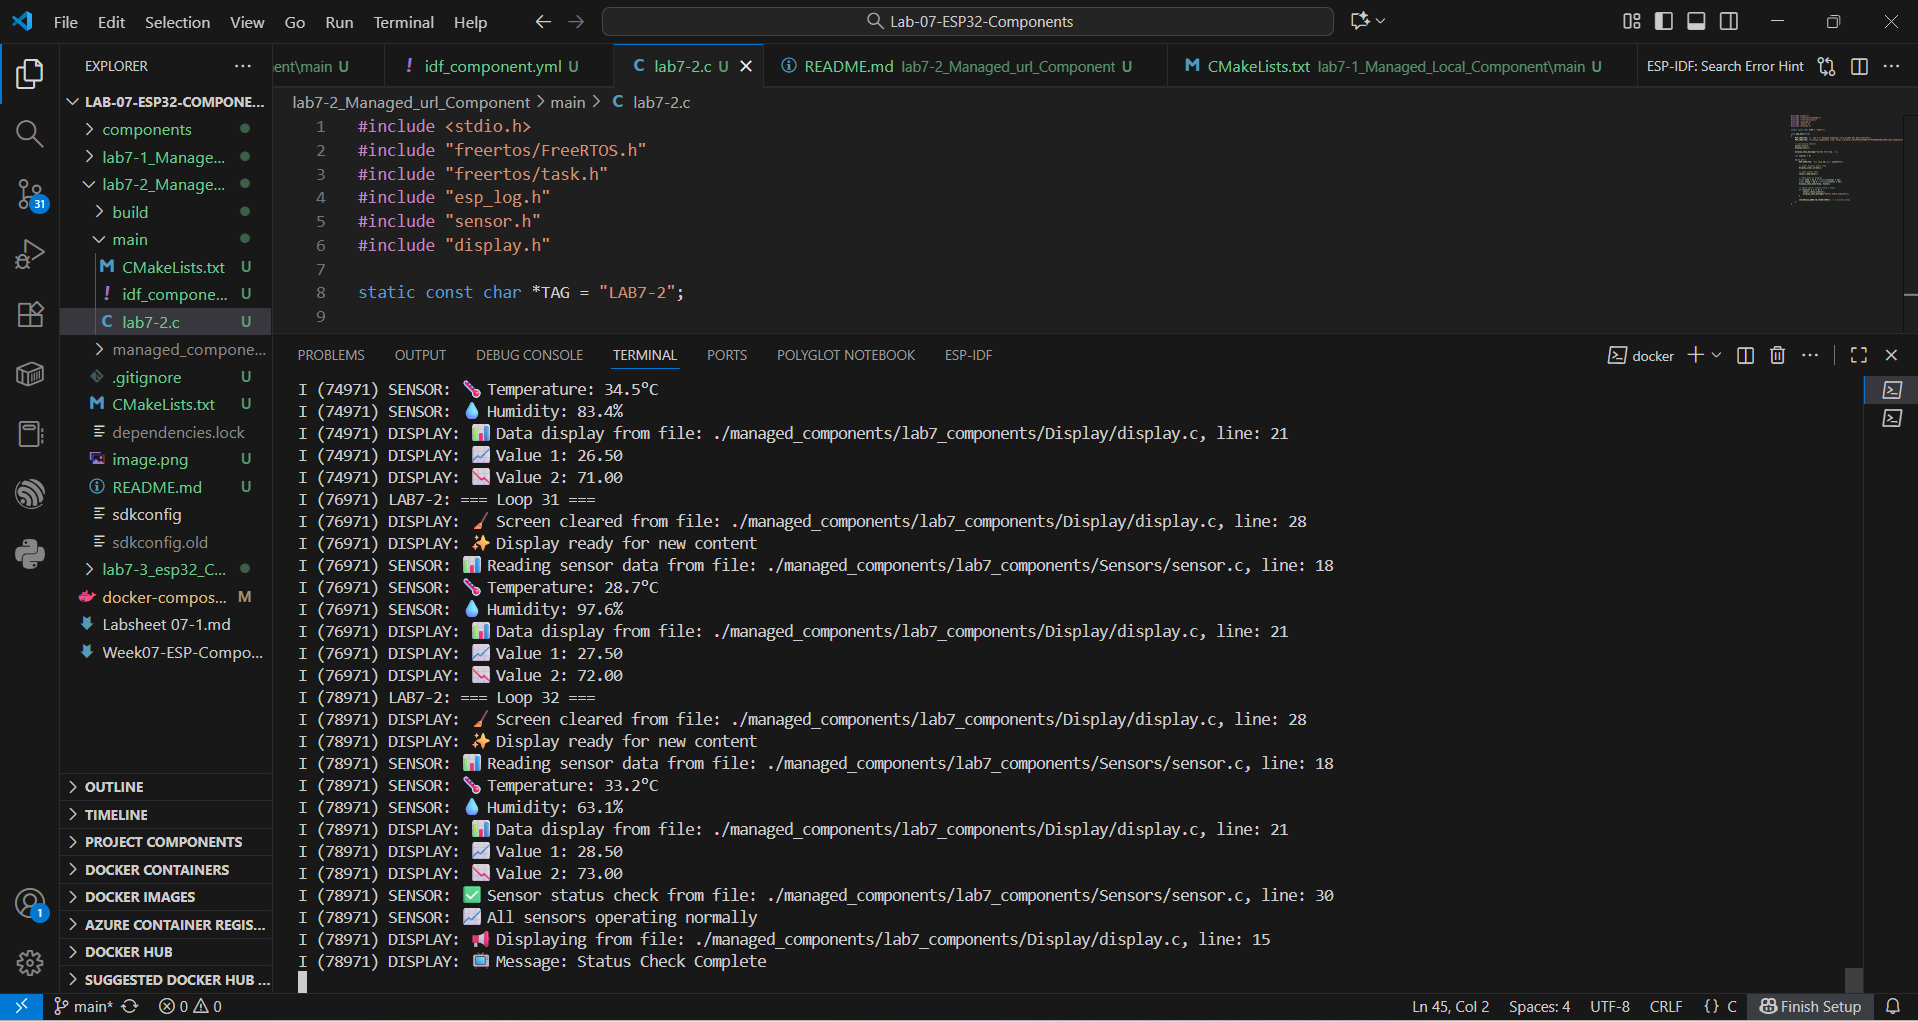 File Edit Selection View Go Run Terminal Help
Lab-07-ESP32-Components
EXPLORER
LAB-07-ESP32-COMPONE...
components
lab7-1_Manage...
lab7-2_Manage...
build
main
CMakeLists.txt U
idf_compone... U
lab7-2.c U
managed_compone...
.gitignore U
CMakeLists.txt U
dependencies.lock
image.png U
README.md U
sdkconfig
sdkconfig.old
lab7-3_esp32_C...
docker-compos... M
Labsheet 07-1.md
Week07-ESP-Compo...
OUTLINE
TIMELINE
PROJECT COMPONENTS
DOCKER CONTAINERS
DOCKER IMAGES
AZURE CONTAINER REGIS...
DOCKER HUB
SUGGESTED DOCKER HUB ...
31
1
ent\main U
idf_component.yml U
lab7-2.c U
README.md lab7-2_Managed_url_Component U
CMakeLists.txt lab7-1_Managed_Local_Component\main U
ESP-IDF: Search Error Hint
lab7-2_Managed_url_Component > main > C lab7-2.c
1 #include <stdio.h>
2 #include "freertos/FreeRTOS.h"
3 #include "freertos/task.h"
4 #include "esp_log.h"
5 #include "sensor.h"
6 #include "display.h"
7
8 static const char *TAG = "LAB7-2";
9
PROBLEMS OUTPUT DEBUG CONSOLE TERMINAL PORTS POLYGLOT NOTEBOOK ESP-IDF
docker
I (74971) SENSOR: 🌡️ Temperature: 34.5°C
I (74971) SENSOR: 💧 Humidity: 83.4%
I (74971) DISPLAY: 📊 Data display from file: ./managed_components/lab7_components/Display/display.c, line: 21
I (74971) DISPLAY: 📈 Value 1: 26.50
I (74971) DISPLAY: 📉 Value 2: 71.00
I (76971) LAB7-2: === Loop 31 ===
I (76971) DISPLAY: 🧹 Screen cleared from file: ./managed_components/lab7_components/Display/display.c, line: 28
I (76971) DISPLAY: ✨ Display ready for new content
I (76971) SENSOR: 📊 Reading sensor data from file: ./managed_components/lab7_components/Sensors/sensor.c, line: 18
I (76971) SENSOR: 🌡️ Temperature: 28.7°C
I (76971) SENSOR: 💧 Humidity: 97.6%
I (76971) DISPLAY: 📊 Data display from file: ./managed_components/lab7_components/Display/display.c, line: 21
I (76971) DISPLAY: 📈 Value 1: 27.50
I (76971) DISPLAY: 📉 Value 2: 72.00
I (78971) LAB7-2: === Loop 32 ===
I (78971) DISPLAY: 🧹 Screen cleared from file: ./managed_components/lab7_components/Display/display.c, line: 28
I (78971) DISPLAY: ✨ Display ready for new content
I (78971) SENSOR: 📊 Reading sensor data from file: ./managed_components/lab7_components/Sensors/sensor.c, line: 18
I (78971) SENSOR: 🌡️ Temperature: 33.2°C
I (78971) SENSOR: 💧 Humidity: 63.1%
I (78971) DISPLAY: 📊 Data display from file: ./managed_components/lab7_components/Display/display.c, line: 21
I (78971) DISPLAY: 📈 Value 1: 28.50
I (78971) DISPLAY: 📉 Value 2: 73.00
I (78971) SENSOR: ✅ Sensor status check from file: ./managed_components/lab7_components/Sensors/sensor.c, line: 30
I (78971) SENSOR: 📈 All sensors operating normally
I (78971) DISPLAY: 📢 Displaying from file: ./managed_components/lab7_components/Display/display.c, line: 15
I (78971) DISPLAY: 📺 Message: Status Check Complete
main* 0 0 Ln 45, Col 2 Spaces: 4 UTF-8 CRLF {} C Finish Setup